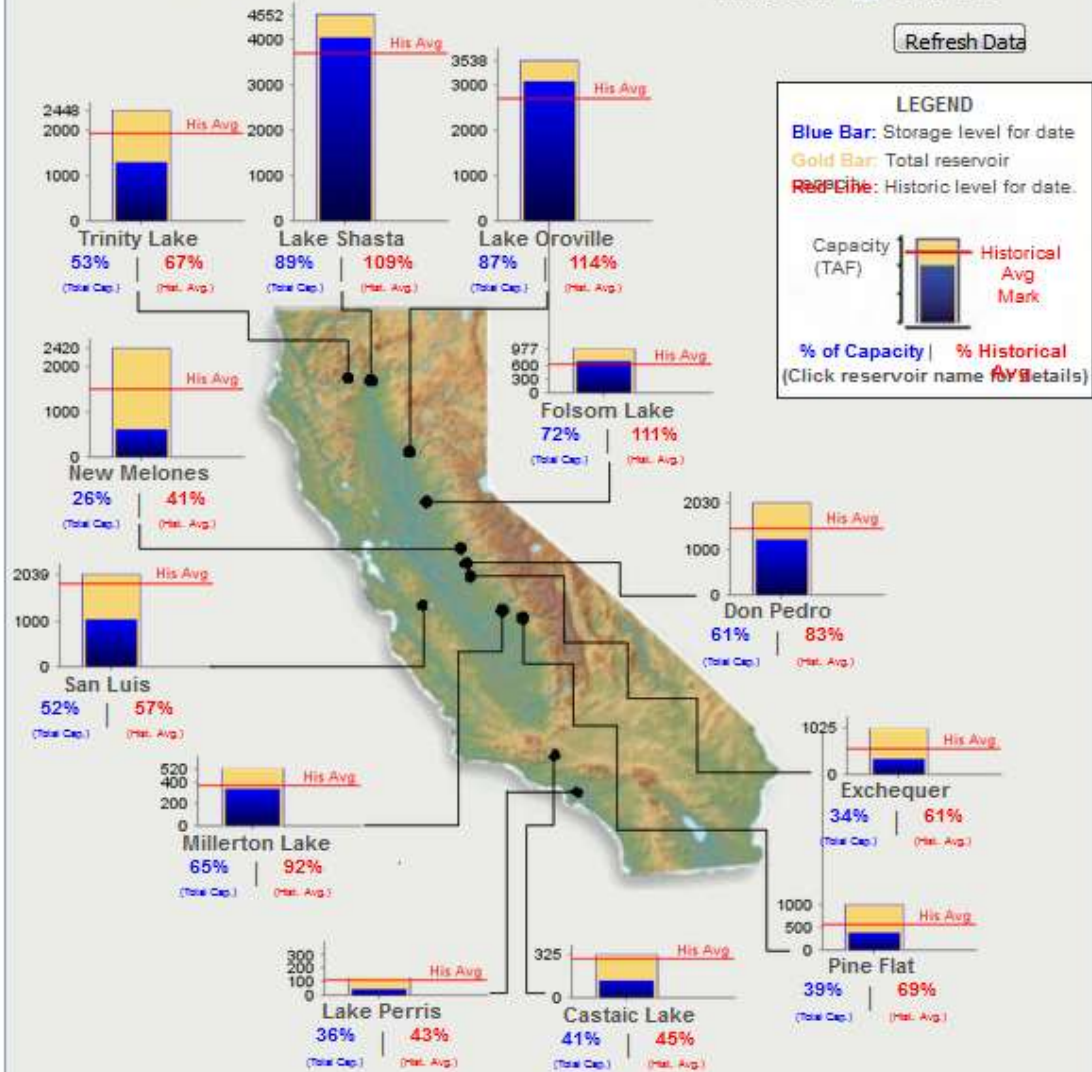 Refresh Data
LEGEND
Blue Bar: Storage level for date
Gold Bar: Total reservoir
capacity
Red Line: Historic level for date.
Capacity
(TAF)
Historical
Avg
Mark
% of Capacity | % Historical
Avg
(Click reservoir name for details)
2448
2000
1000
0
His Avg
Trinity Lake
53% | 67%
(Total Cap.) (Hist. Avg.)
4552
4000
3000
2000
1000
0
His Avg
Lake Shasta
89% | 109%
(Total Cap.) (Hist. Avg.)
3538
3000
2000
1000
0
His Avg
Lake Oroville
87% | 114%
(Total Cap.) (Hist. Avg.)
2420
2000
1000
0
His Avg
New Melones
26% | 41%
(Total Cap.) (Hist. Avg.)
977
600
300
0
His Avg
Folsom Lake
72% | 111%
(Total Cap.) (Hist. Avg.)
2030
1000
0
His Avg
Don Pedro
61% | 83%
(Total Cap.) (Hist. Avg.)
2039
1000
0
His Avg
San Luis
52% | 57%
(Total Cap.) (Hist. Avg.)
1025
0
His Avg
Exchequer
34% | 61%
(Total Cap.) (Hist. Avg.)
520
400
200
0
His Avg
Millerton Lake
65% | 92%
(Total Cap.) (Hist. Avg.)
1000
500
0
His Avg
Pine Flat
39% | 69%
(Total Cap.) (Hist. Avg.)
300
200
100
0
His Avg
Lake Perris
36% | 43%
(Total Cap.) (Hist. Avg.)
325
0
His Avg
Castaic Lake
41% | 45%
(Total Cap.) (Hist. Avg.)